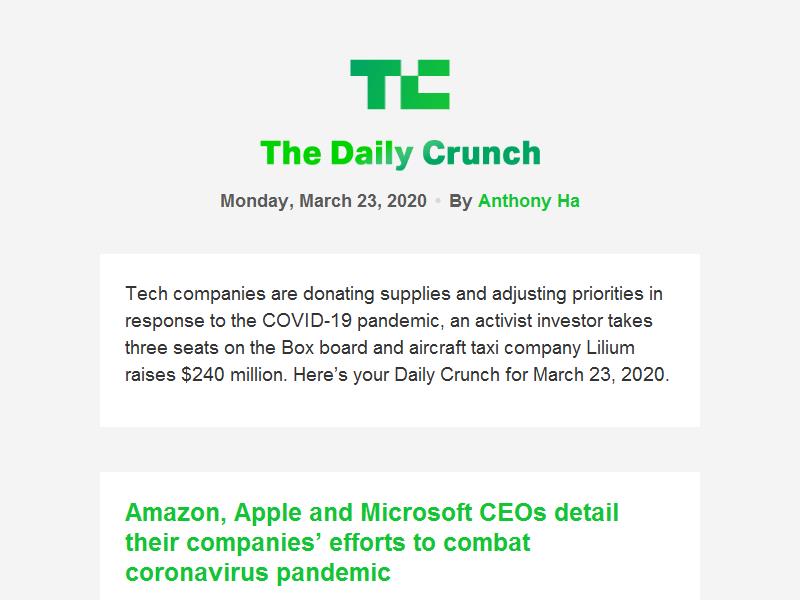 TC
The Daily Crunch
Monday, March 23, 2020 • By Anthony Ha
Tech companies are donating supplies and adjusting priorities in
response to the COVID-19 pandemic, an activist investor takes
three seats on the Box board and aircraft taxi company Lilium
raises $240 million. Here’s your Daily Crunch for March 23, 2020.
Amazon, Apple and Microsoft CEOs detail
their companies’ efforts to combat
coronavirus pandemic